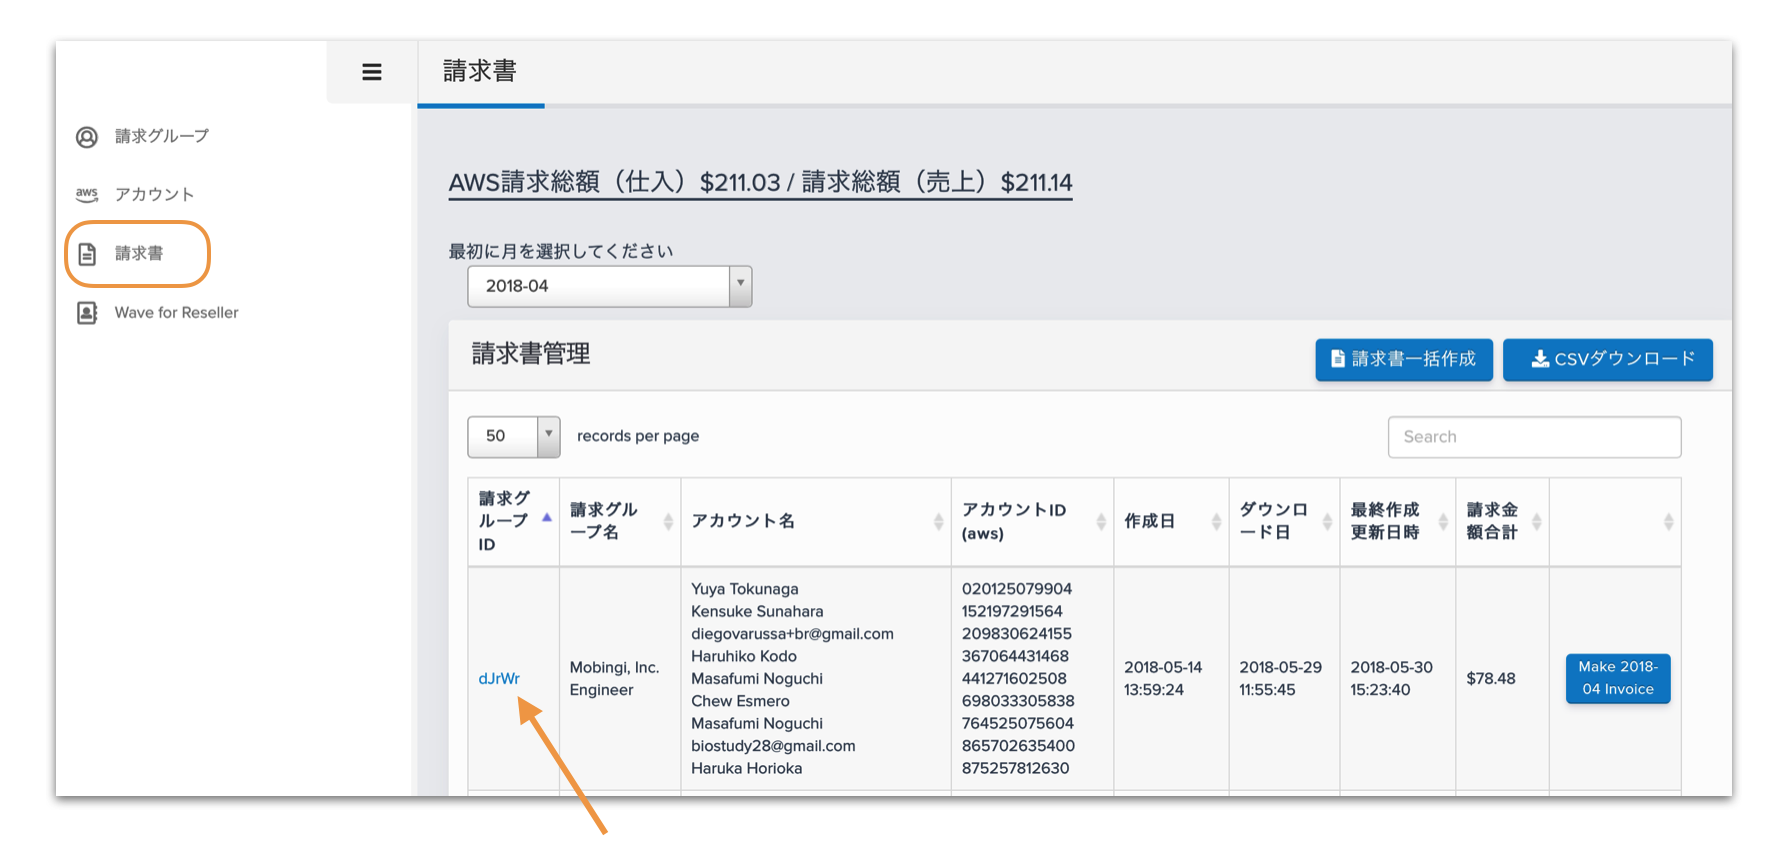 請求書
請求グループ
aws アカウント
請求書
Wave for Reseller
AWS請求総額（仕入）$211.03 / 請求総額（売上）$211.14
最初に月を選択してください
2018-04
請求書管理
請求書一括作成
CSVダウンロード
50 records per page
Search
請求グ
ループ
ID
請求グル
ープ名
アカウント名
アカウントID
(aws)
作成日
ダウンロ
ード日
最終作成
更新日時
請求金
額合計
dJrWr
Mobingi, Inc.
Engineer
Yuya Tokunaga
Kensuke Sunahara
diegovarussa+br@gmail.com
Haruhiko Kodo
Masafumi Noguchi
Chew Esmero
Masafumi Noguchi
biostudy28@gmail.com
Haruka Horioka
020125079904
152197291564
209830624155
367064431468
441271602508
698033305838
764525075604
865702635400
875257812630
2018-05-14
13:59:24
2018-05-29
11:55:45
2018-05-30
15:23:40
$78.48
Make 2018-
04 Invoice